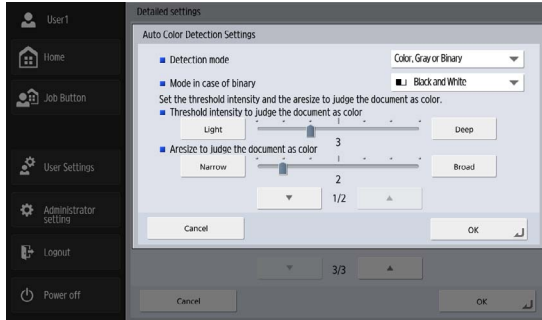 User1
Home
Job Button
User Settings
Administrator
setting
Logout
Power off
Detailed settings
Auto Color Detection Settings
Detection mode
Color, Gray or Binary
Mode in case of binary
Black and White
Set the threshold intensity and the aresize to judge the document as color.
Threshold intensity to judge the document as color
Light
Deep
3
Aresize to judge the document as color
Narrow
Broad
2
1/2
Cancel
OK
3/3
Cancel
OK